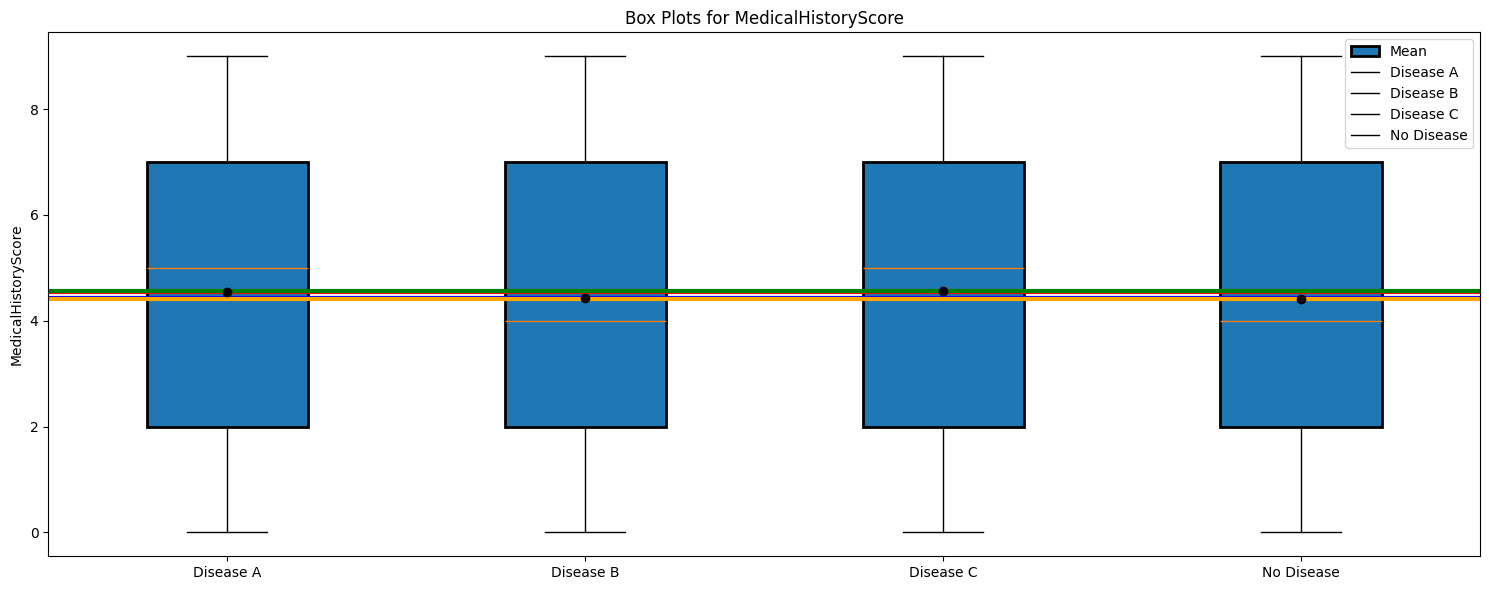 Box Plots for MedicalHistoryScore
MedicalHistoryScore
8
6
4
2
0
Mean
Disease A
Disease B
Disease C
No Disease
Disease A
Disease B
Disease C
No Disease